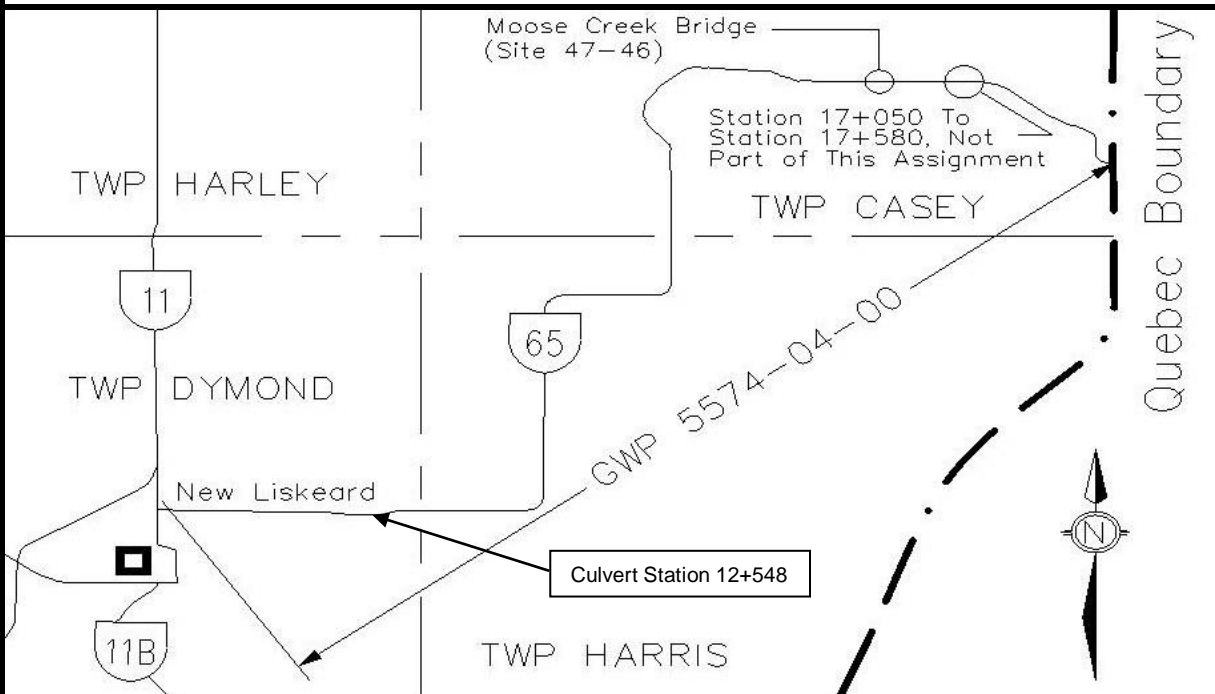 Moose Creek Bridge
(Site 47-46)
Station 17+050 To
Station 17+580, Not
Part of This Assignment
Quebec Boundary
TWP HARLEY
TWP CASEY
11
65
GWP 5574-04-00
TWP DYMOND
New Liskeard
Culvert Station 12+548
N
11B
TWP HARRIS